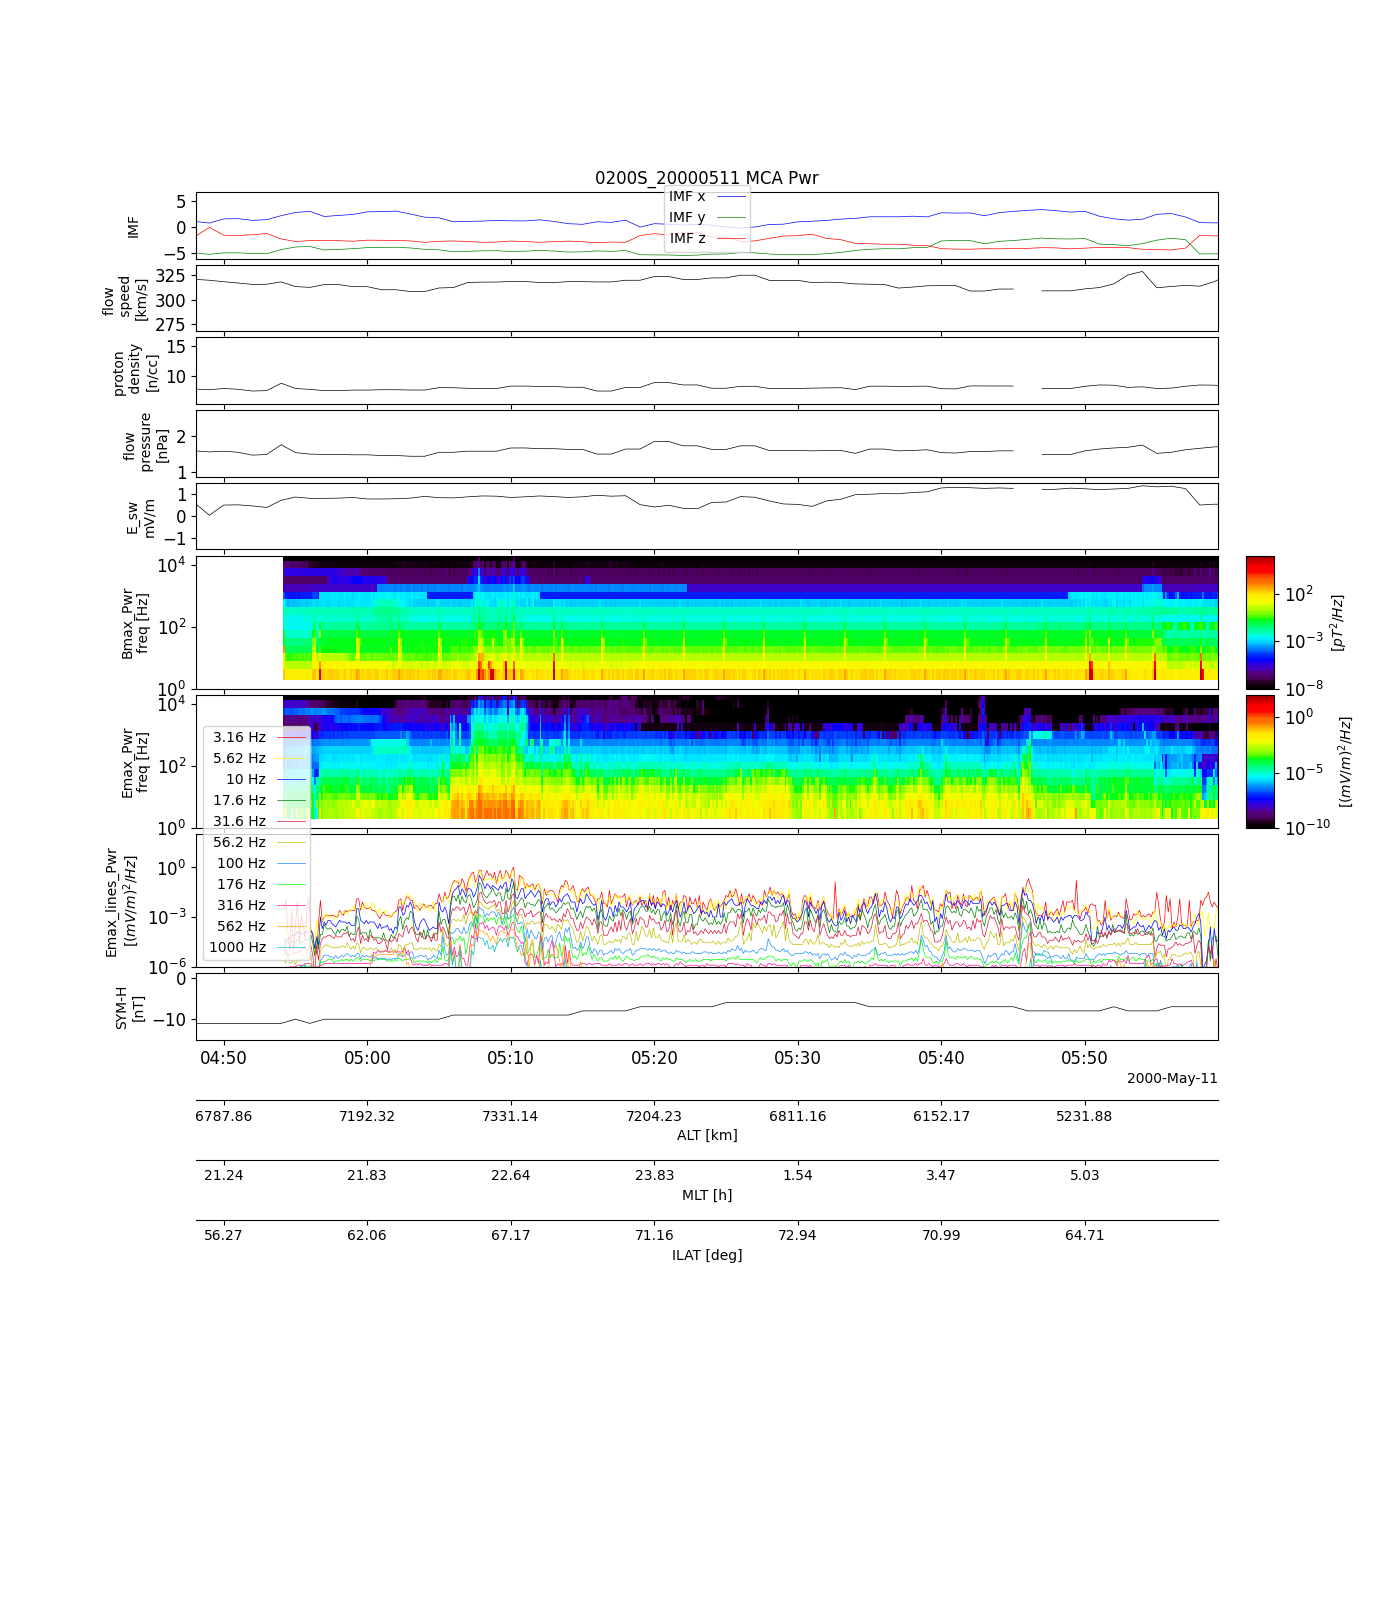 0200S_20000511 MCA Pwr
IMF
5
0
−5
IMF x
IMF y
IMF z
flow
speed
[km/s]
325
300
275
proton
density
[n/cc]
15
10
flow
pressure
[nPa]
2
1
E_sw
mV/m
1
0
−1
Bmax_Pwr
freq [Hz]
10^4
10^2
10^0
10^2
10^−3
10^−8
[pT^2/Hz]
Emax_Pwr
freq [Hz]
10^4
10^2
10^0
10^0
10^−5
10^−10
[(mV/m)^2/Hz]
3.16 Hz
5.62 Hz
10 Hz
17.6 Hz
31.6 Hz
56.2 Hz
100 Hz
176 Hz
316 Hz
562 Hz
1000 Hz
Emax_lines_Pwr
[(mV/m)^2/Hz]
10^0
10^−3
10^−6
SYM-H
[nT]
0
−10
04:50 05:00 05:10 05:20 05:30 05:40 05:50
2000-May-11
6787.86 7192.32 7331.14 7204.23 6811.16 6152.17 5231.88
ALT [km]
21.24 21.83 22.64 23.83 1.54 3.47 5.03
MLT [h]
56.27 62.06 67.17 71.16 72.94 70.99 64.71
ILAT [deg]